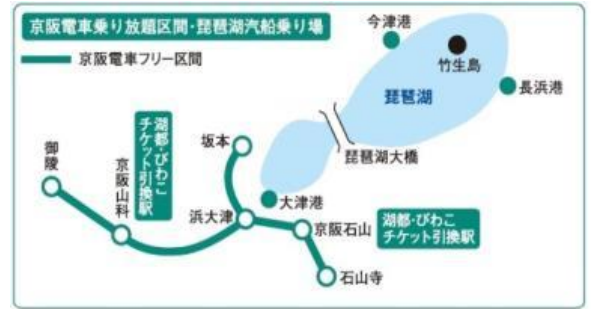 京阪電車乗り放題区間・琵琶湖汽船乗り場
京阪電車フリー区間
今津港
竹生島
長浜港
琵琶湖
琵琶湖大橋
湖都・びわこ
チケット引換駅
坂本
御陵
京阪山科
大津港
浜大津
京阪石山
湖都・びわこ
チケット引換駅
石山寺